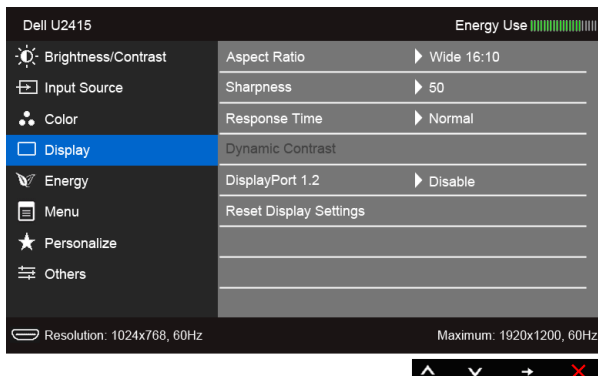 Dell U2415 Energy Use
Brightness/Contrast Aspect Ratio Wide 16:10
Input Source Sharpness 50
Color Response Time Normal
Display Dynamic Contrast
Energy DisplayPort 1.2 Disable
Menu Reset Display Settings
Personalize
Others
Resolution: 1024x768, 60Hz Maximum: 1920x1200, 60Hz